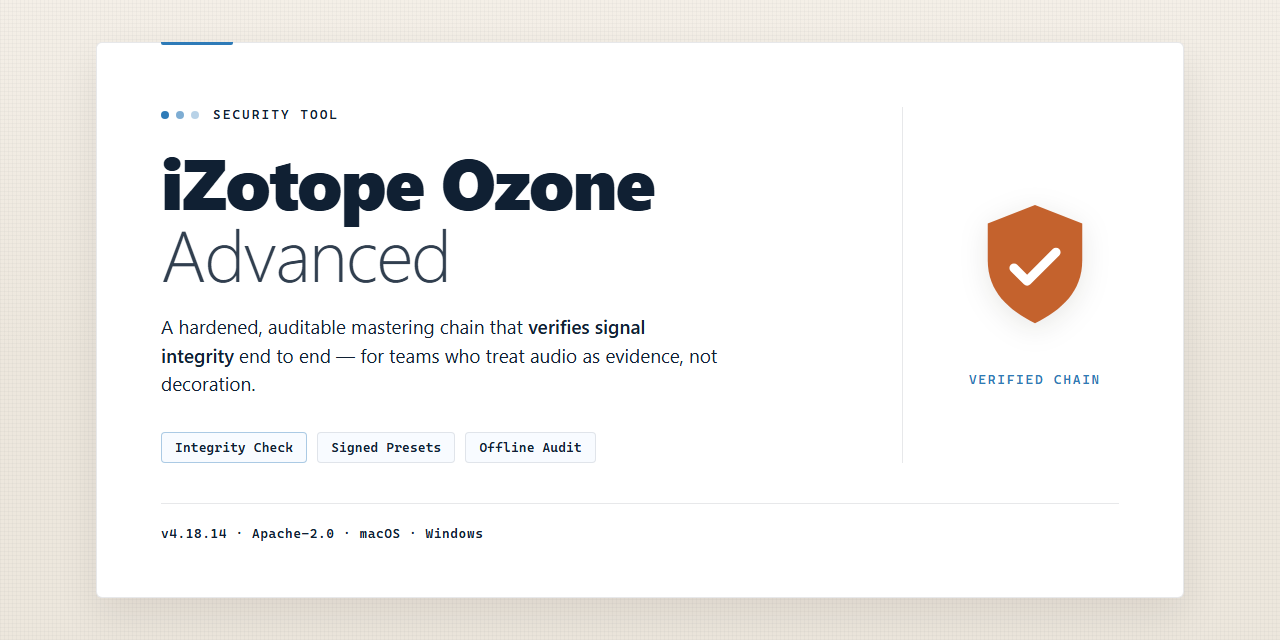 SECURITY TOOL
iZotope Ozone
Advanced
A hardened, auditable mastering chain that verifies signal
integrity end to end — for teams who treat audio as evidence, not
decoration.
Integrity Check
Signed Presets
Offline Audit
VERIFIED CHAIN
v4.18.14 · Apache-2.0 · macOS · Windows